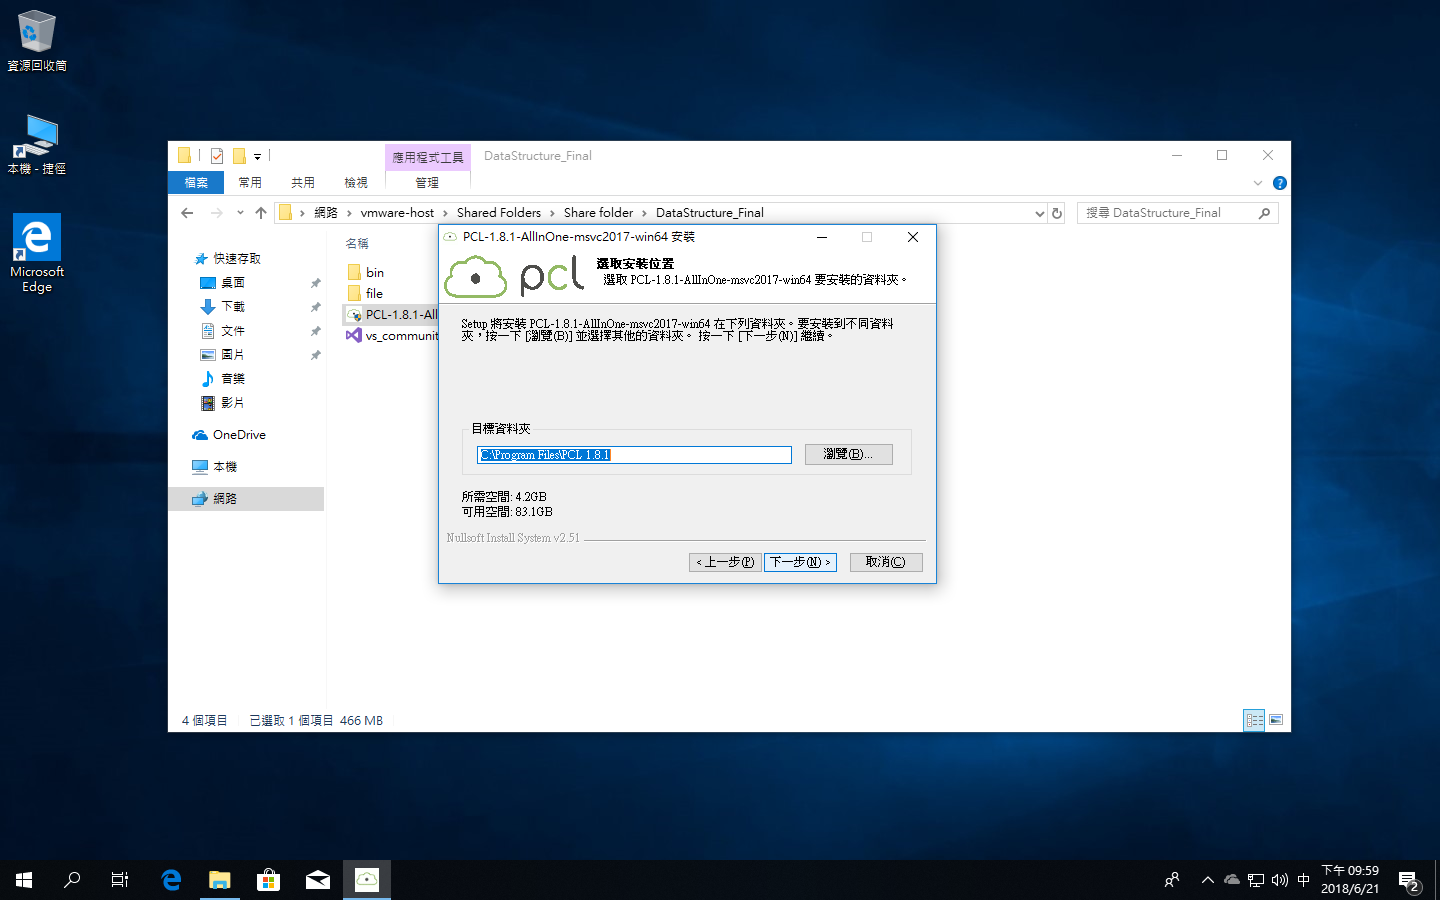 資源回收筒
本機 - 捷徑
Microsoft
Edge
應用程式工具
DataStructure_Final
檔案
常用
共用
檢視
管理
網路 › vmware-host › Shared Folders › Share folder › DataStructure_Final
搜尋 DataStructure_Final
快速存取
桌面
下載
文件
圖片
音樂
影片
OneDrive
本機
網路
名稱
bin
file
PCL-1.8.1-All
vs_communit
PCL-1.8.1-AllInOne-msvc2017-win64 安裝
pcl
選取安裝位置
選取 PCL-1.8.1-AllInOne-msvc2017-win64 要安裝的資料夾。
Setup 將安裝 PCL-1.8.1-AllInOne-msvc2017-win64 在下列資料夾。要安裝到不同資料
夾，按一下 [瀏覽(B)] 並選擇其他的資料夾。 按一下 [下一步(N)] 繼續。
目標資料夾
C:\Program Files\PCL 1.8.1
瀏覽(B)...
所需空間: 4.2GB
可用空間: 83.1GB
Nullsoft Install System v2.51
< 上一步(P)
下一步(N) >
取消(C)
4 個項目
已選取 1 個項目 466 MB
中
下午 09:59
2018/6/21
2